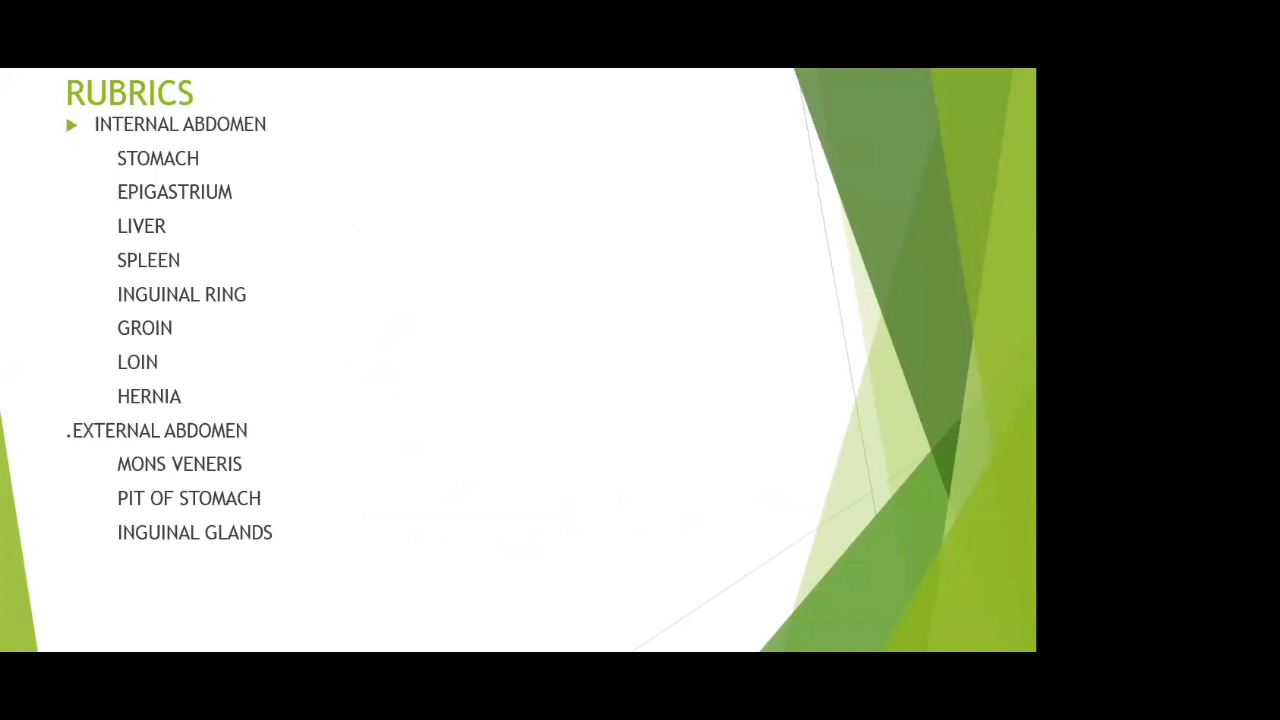 RUBRICS
INTERNAL ABDOMEN
STOMACH
EPIGASTRIUM
LIVER
SPLEEN
INGUINAL RING
GROIN
LOIN
HERNIA
.EXTERNAL ABDOMEN
MONS VENERIS
PIT OF STOMACH
INGUINAL GLANDS